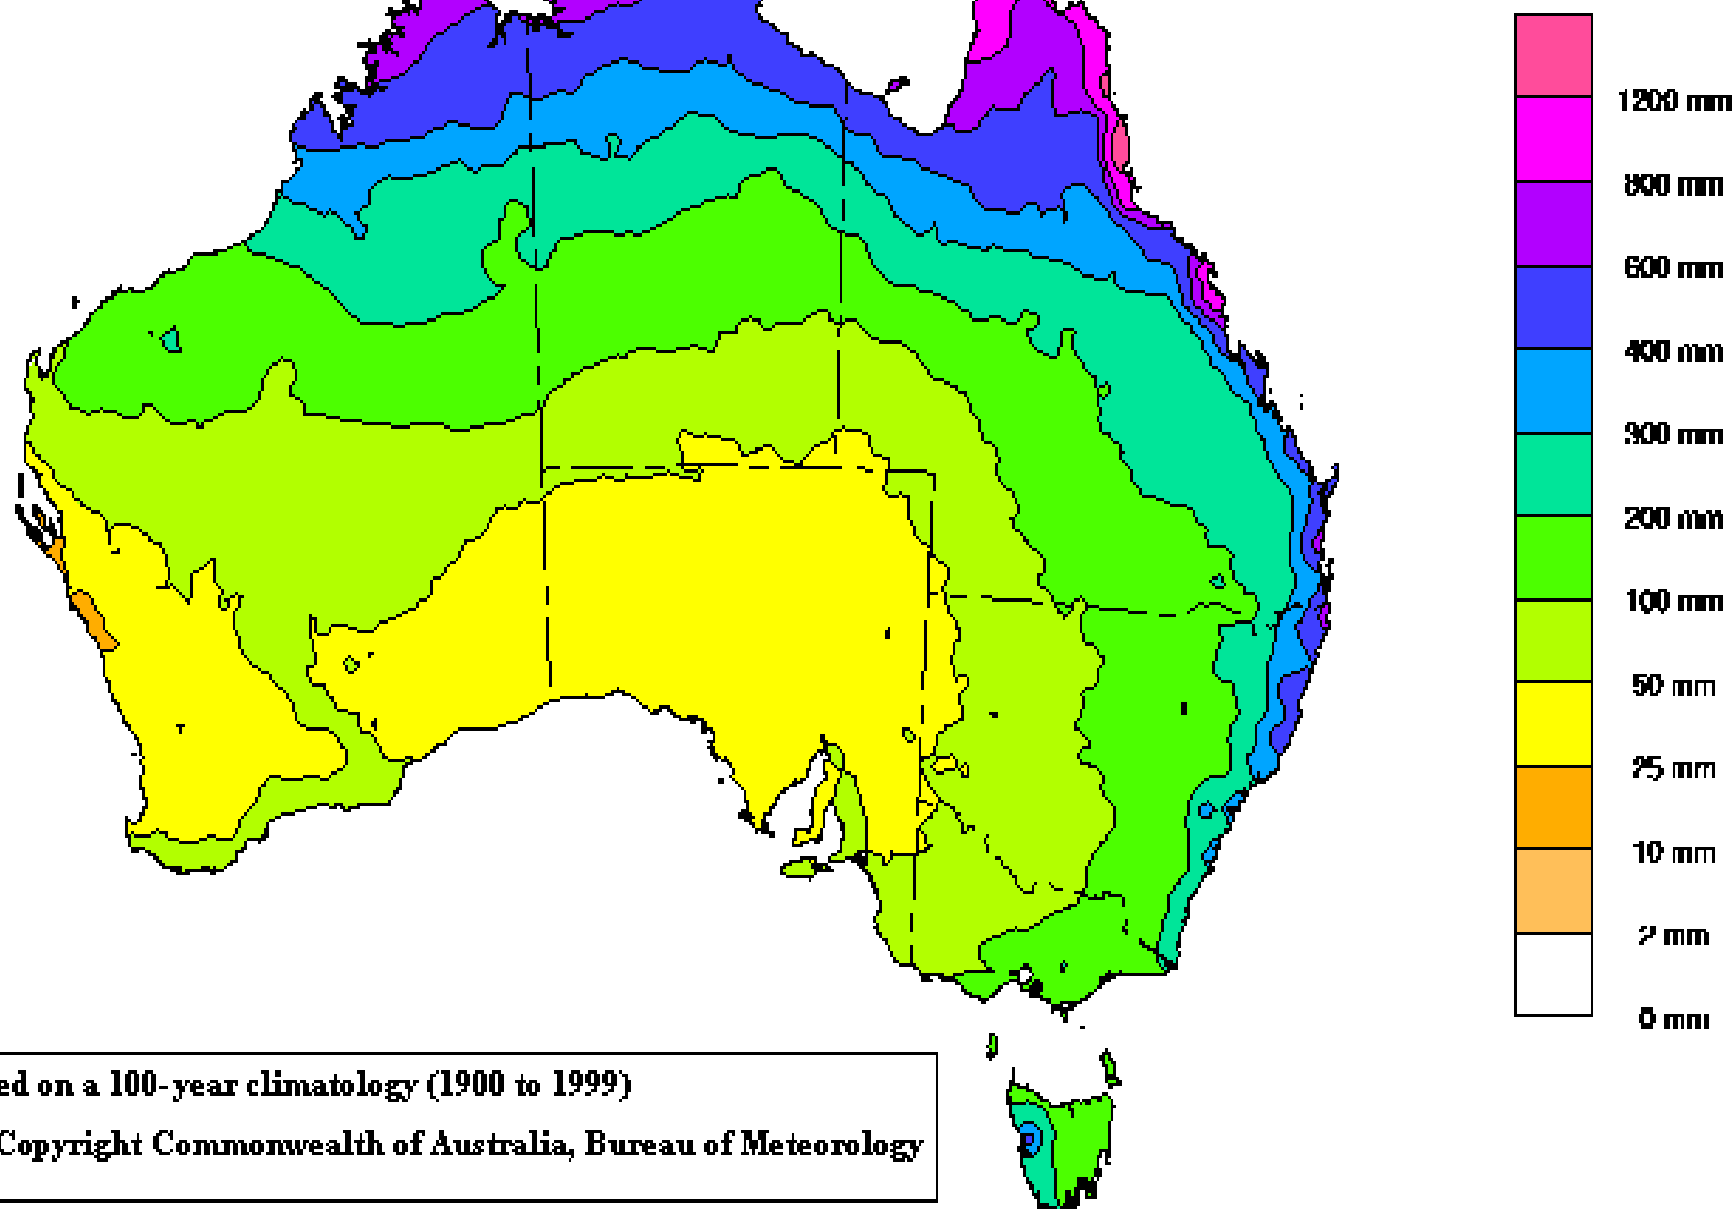 1200 mm
800 mm
600 mm
400 mm
300 mm
200 mm
100 mm
50 mm
25 mm
10 mm
2 mm
0 mm
ed on a 100-year climatology (1900 to 1999)
Copyright Commonwealth of Australia, Bureau of Meteorology